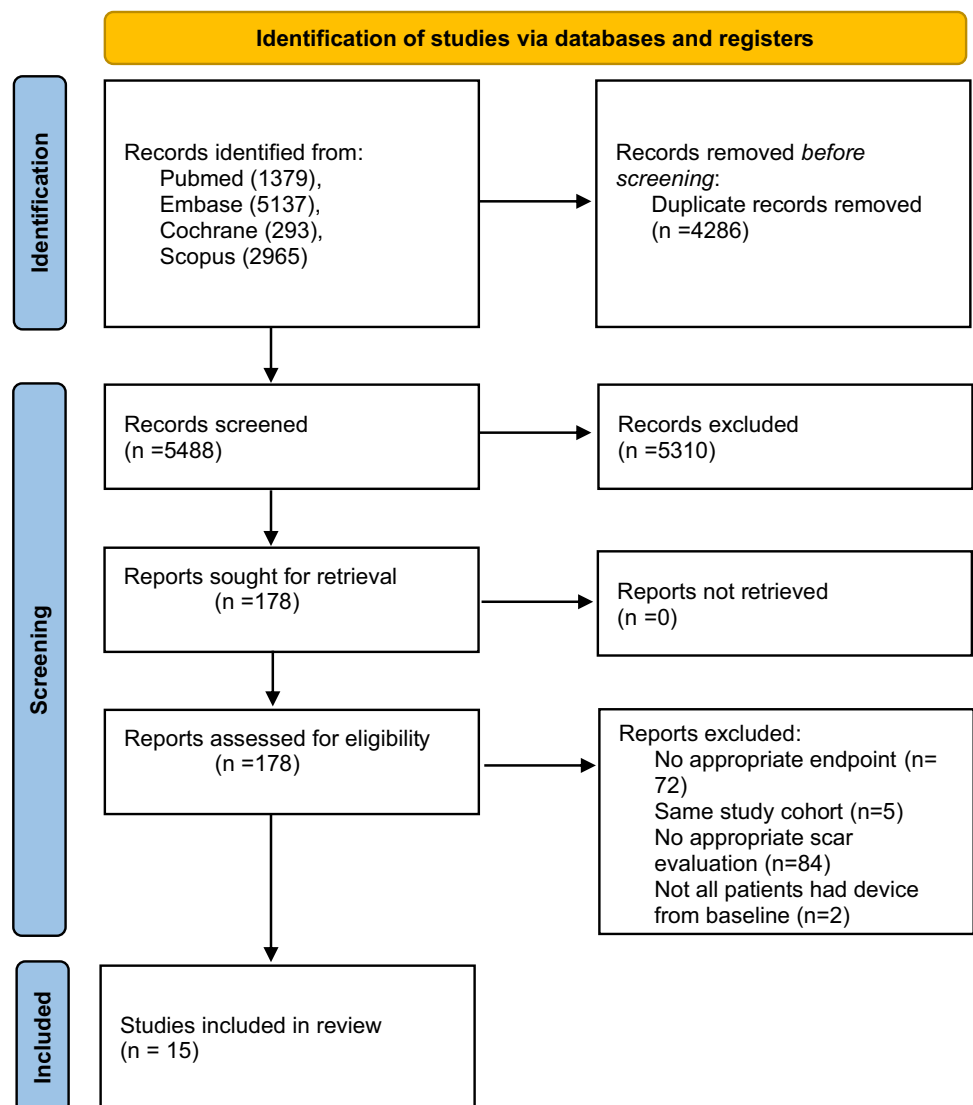 Identification of studies via databases and registers
Identification
Records identified from:
Pubmed (1379),
Embase (5137),
Cochrane (293),
Scopus (2965)
Records removed before
screening:
Duplicate records removed
(n =4286)
Screening
Records screened
(n =5488)
Records excluded
(n =5310)
Reports sought for retrieval
(n =178)
Reports not retrieved
(n =0)
Reports assessed for eligibility
(n =178)
Reports excluded:
No appropriate endpoint (n=
72)
Same study cohort (n=5)
No appropriate scar
evaluation (n=84)
Not all patients had device
from baseline (n=2)
Included
Studies included in review
(n = 15)